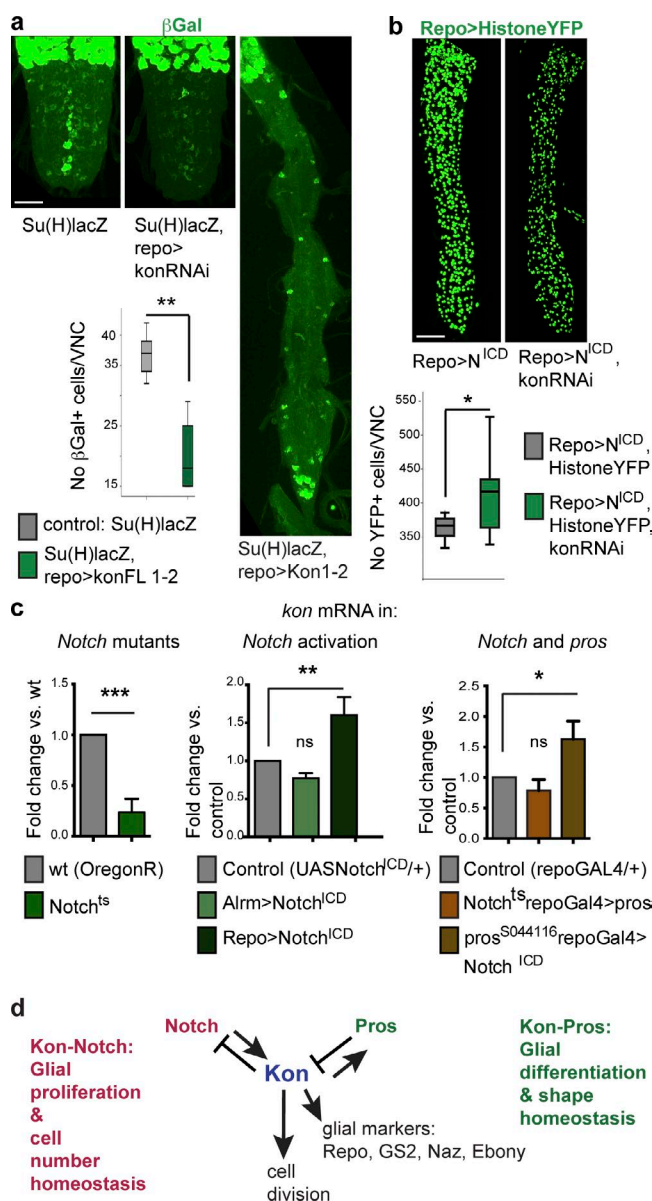 a
βGal
Su(H)lacZ
Su(H)lacZ,
repo>
konRNAi
Su(H)lacZ,
repo>Kon1-2
No βGal+ cells/VNC
40
35
25
15
**
control: Su(H)lacZ
Su(H)lacZ,
repo>konFL 1-2
b
Repo>HistoneYFP
Repo>N^ICD
Repo>N^ICD,
konRNAi
No YFP+ cells/VNC
550
450
400
350
*
Repo>N^ICD,
HistoneYFP
Repo>N^ICD,
HistoneYFP,
konRNAi
c
kon mRNA in:
Notch mutants
Fold change vs. wt
1.5
1.0
0.5
0.0
***
wt (OregonR)
Notch^ts
Notch activation
Fold change vs.
control
2.0
1.5
1.0
0.5
0.0
**
ns
Control (UASNotch^ICD/+)
Alrm>Notch^ICD
Repo>Notch^ICD
Notch and pros
Fold change vs.
control
2.5
2.0
1.5
1.0
0.5
0.0
*
ns
Control (repoGAL4/+)
Notch^ts repoGal4>pros
pros^S044116 repoGal4>
Notch ^ICD
d
Kon-Notch:
Glial
proliferation
&
cell
number
homeostasis
Notch
Pros
Kon
glial markers:
Repo, GS2, Naz, Ebony
cell
division
Kon-Pros:
Glial
differentiation
& shape
homeostasis